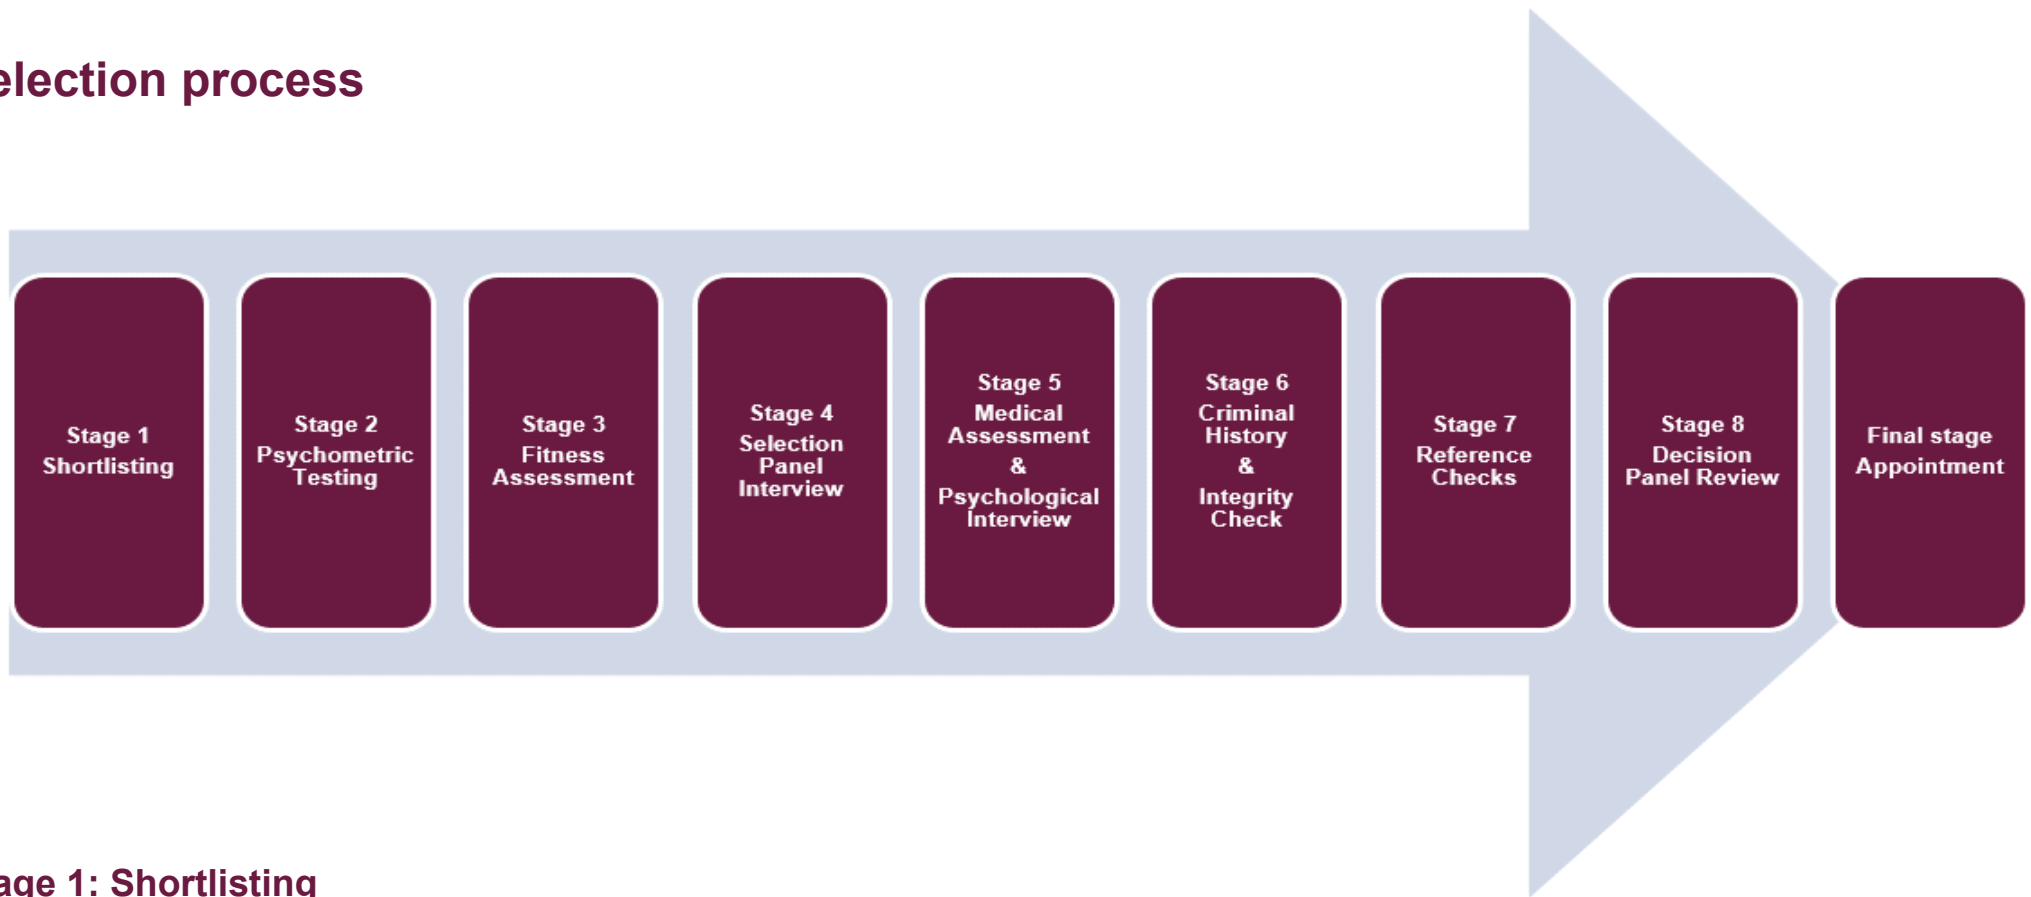 election process
Stage 1
Shortlisting
Stage 2
Psychometric
Testing
Stage 3
Fitness
Assessment
Stage 4
Selection
Panel
Interview
Stage 5
Medical
Assessment
&
Psychological
Interview
Stage 6
Criminal
History
&
Integrity
Check
Stage 7
Reference
Checks
Stage 8
Decision
Panel Review
Final stage
Appointment
age 1: Shortlisting